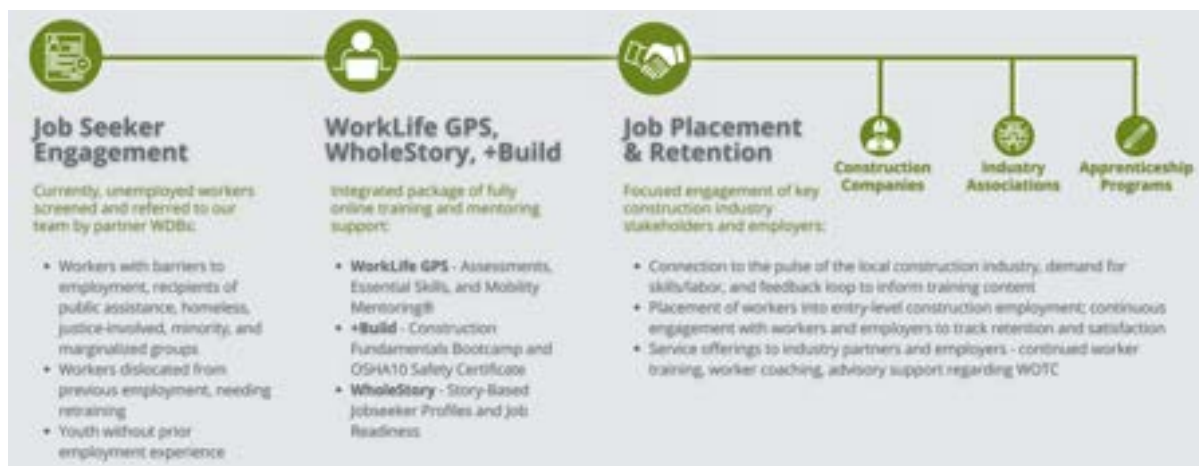 Job Seeker
Engagement
Currently, unemployed workers
screened and referred to our
team by partner WDBs:
• Workers with barriers to
employment, recipients of
public assistance, homeless,
justice-involved, minority, and
marginalized groups
• Workers dislocated from
previous employment, needing
retraining
• Youth without prior
employment experience
WorkLife GPS,
WholeStory, +Build
Integrated package of fully
online training and mentoring
support:
• WorkLife GPS - Assessments,
Essential Skills, and Mobility
Mentoring®
• +Build - Construction
Fundamentals Bootcamp and
OSHA10 Safety Certificate
• WholeStory - Story-Based
Jobseeker Profiles and Job
Readiness
Job Placement
& Retention
Focused engagement of key
construction industry
stakeholders and employers:
Construction
Companies
Industry
Associations
Apprenticeship
Programs
• Connection to the pulse of the local construction industry, demand for
skills/labor, and feedback loop to inform training content
• Placement of workers into entry-level construction employment; continuous
engagement with workers and employers to track retention and satisfaction
• Service offerings to industry partners and employers - continued worker
training, worker coaching, advisory support regarding WOTC